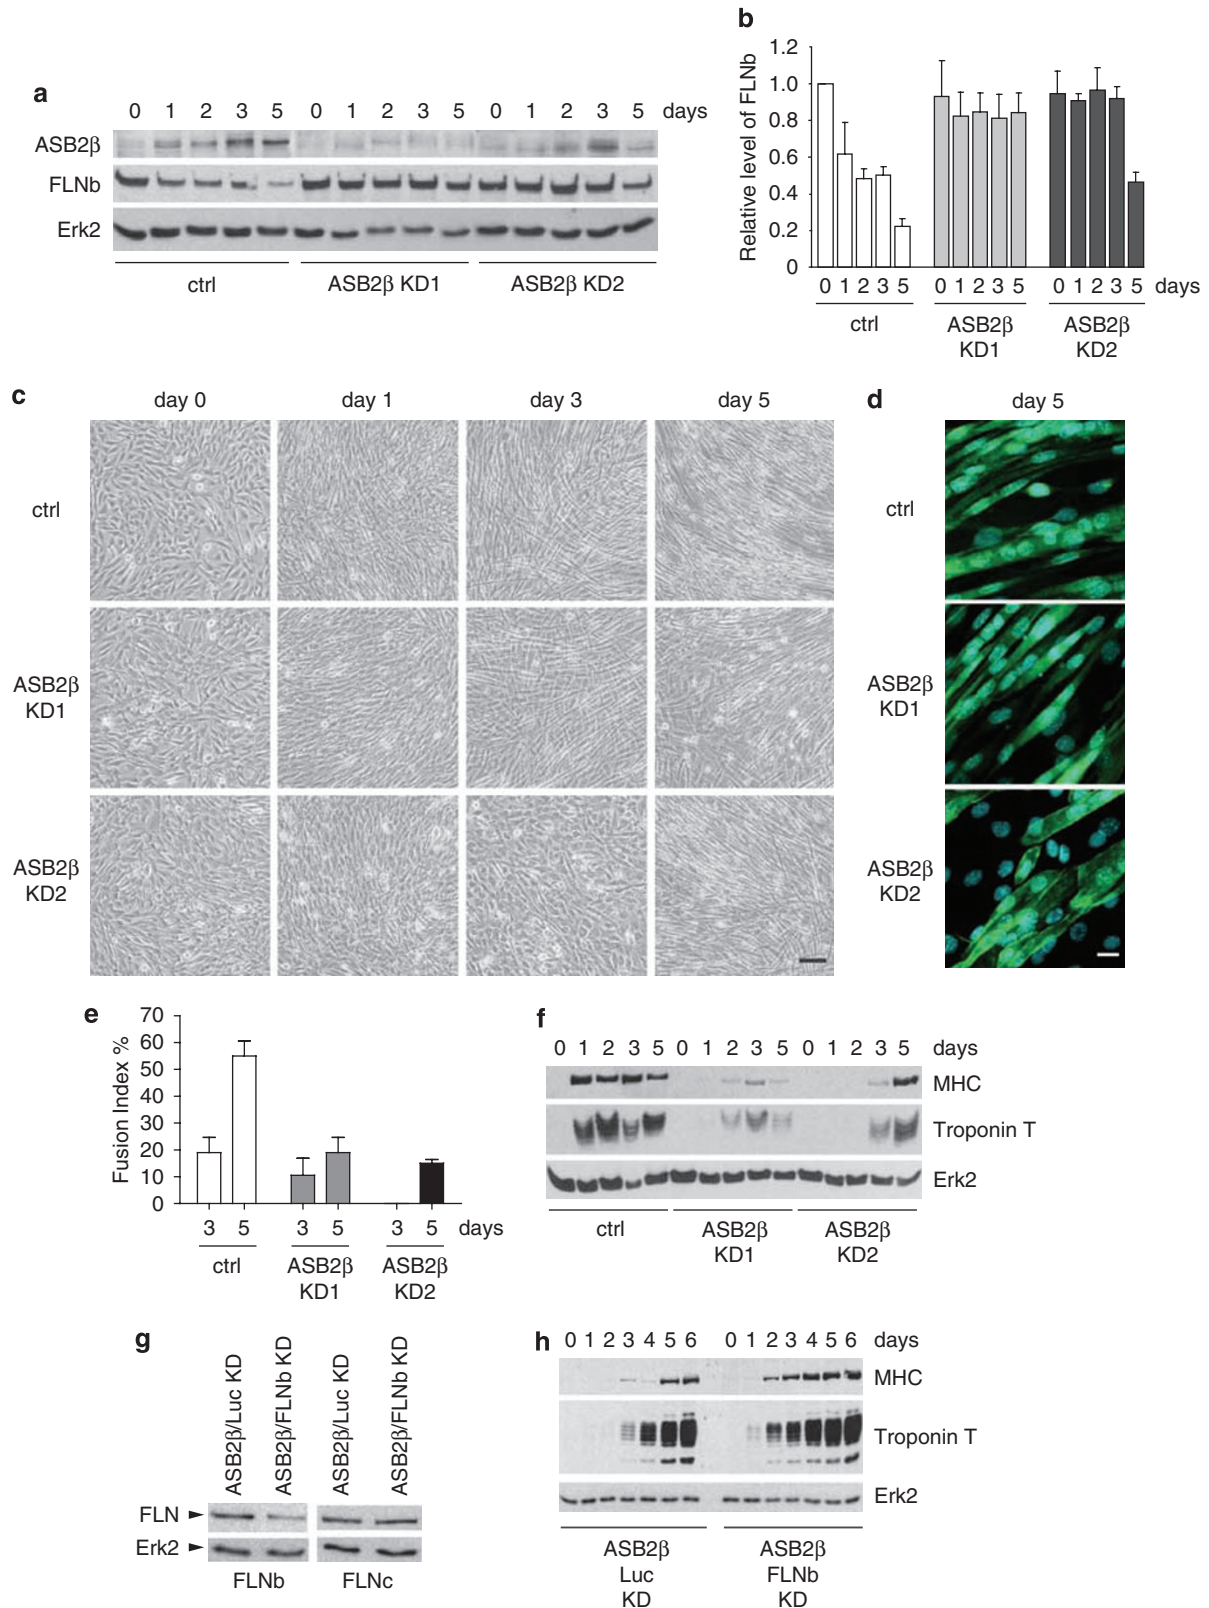 a
0 1 2 3 5 0 1 2 3 5 0 1 2 3 5 days
ASB2β
FLNb
Erk2
ctrl ASB2β KD1 ASB2β KD2
b
Relative level of FLNb
1.2
1.0
0.8
0.6
0.4
0.2
0
0 1 2 3 5 0 1 2 3 5 0 1 2 3 5 days
ctrl ASB2β KD1 ASB2β KD2
c
day 0 day 1 day 3 day 5
ctrl
ASB2β
KD1
ASB2β
KD2
d
day 5
ctrl
ASB2β
KD1
ASB2β
KD2
e
Fusion Index %
70
60
50
40
30
20
10
0
3 5 3 5 3 5 days
ctrl ASB2β KD1 ASB2β KD2
f
0 1 2 3 5 0 1 2 3 5 0 1 2 3 5 days
MHC
Troponin T
Erk2
ctrl ASB2β KD1 ASB2β KD2
g
ASB2β/Luc KD
ASB2β/FLNb KD
ASB2β/Luc KD
ASB2β/FLNb KD
FLN
Erk2
FLNb FLNc
h
0 1 2 3 4 5 6 0 1 2 3 4 5 6 days
MHC
Troponin T
Erk2
ASB2β Luc KD ASB2β FLNb KD